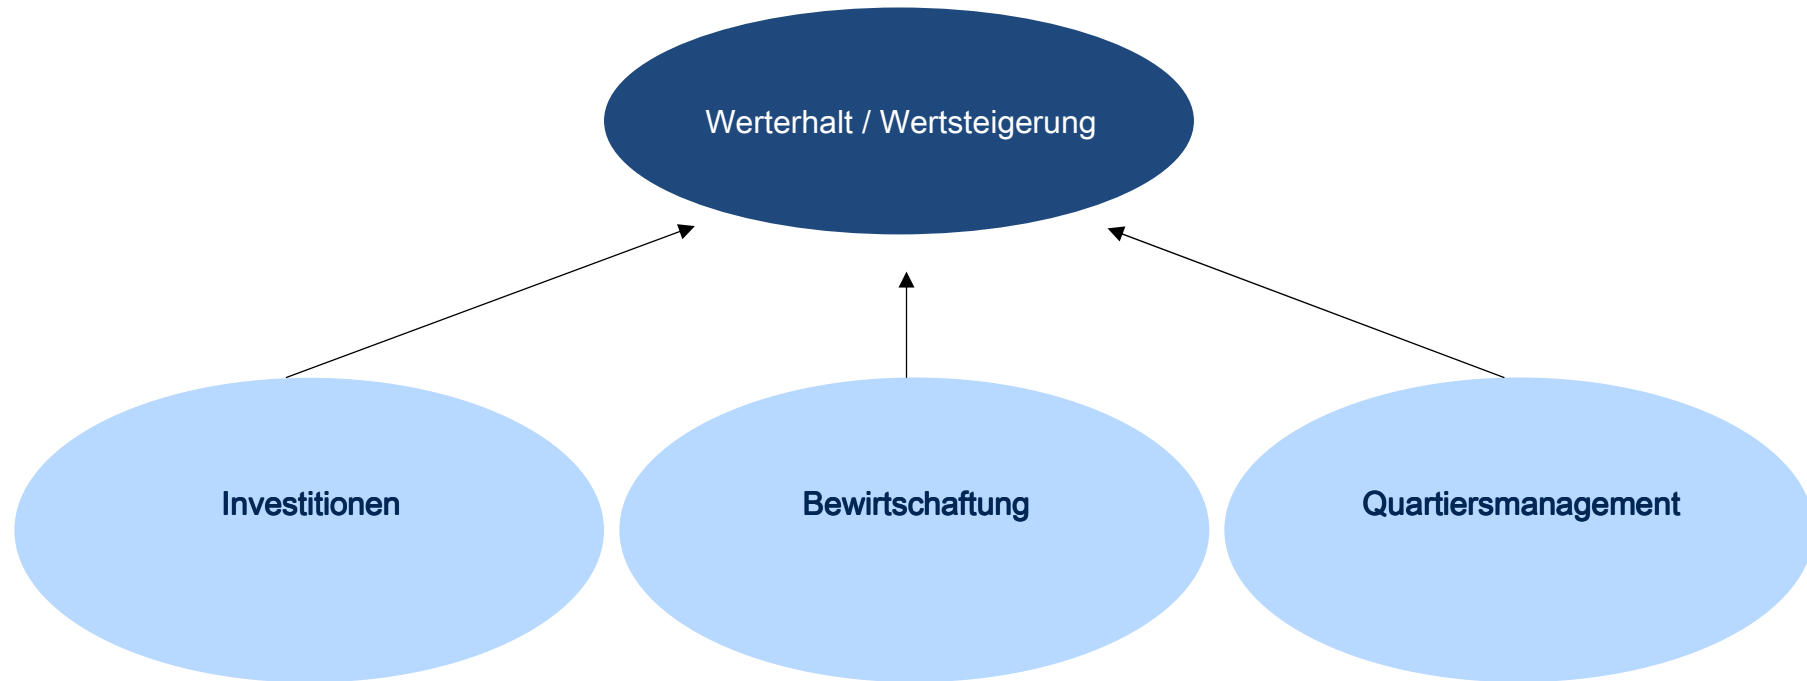 Werterhalt / Wertsteigerung
Investitionen
Bewirtschaftung
Quartiersmanagement